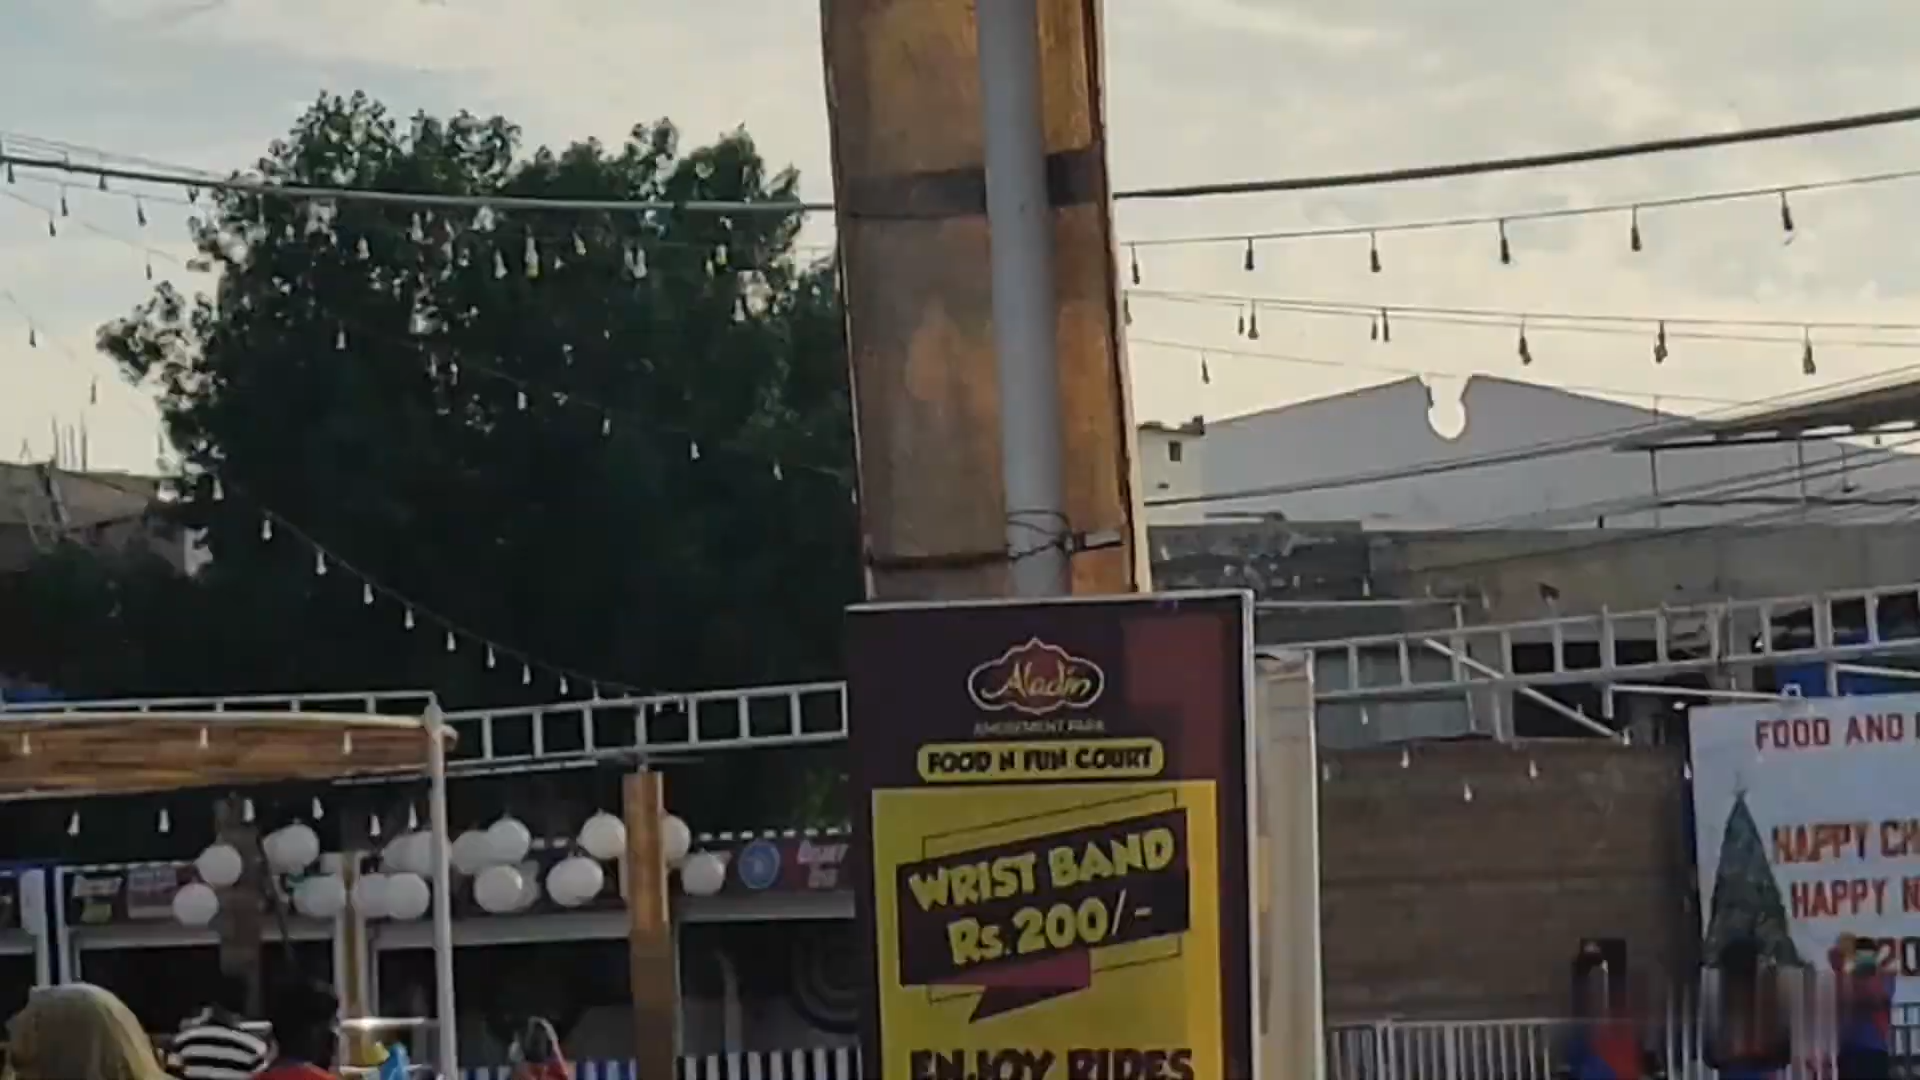 Aladin
AMUSEMENT PARK
FOOD N FUN COURT
WRIST BAND
Rs.200/-
ENJOY RIDES
FOOD AND
HAPPY CH
HAPPY N